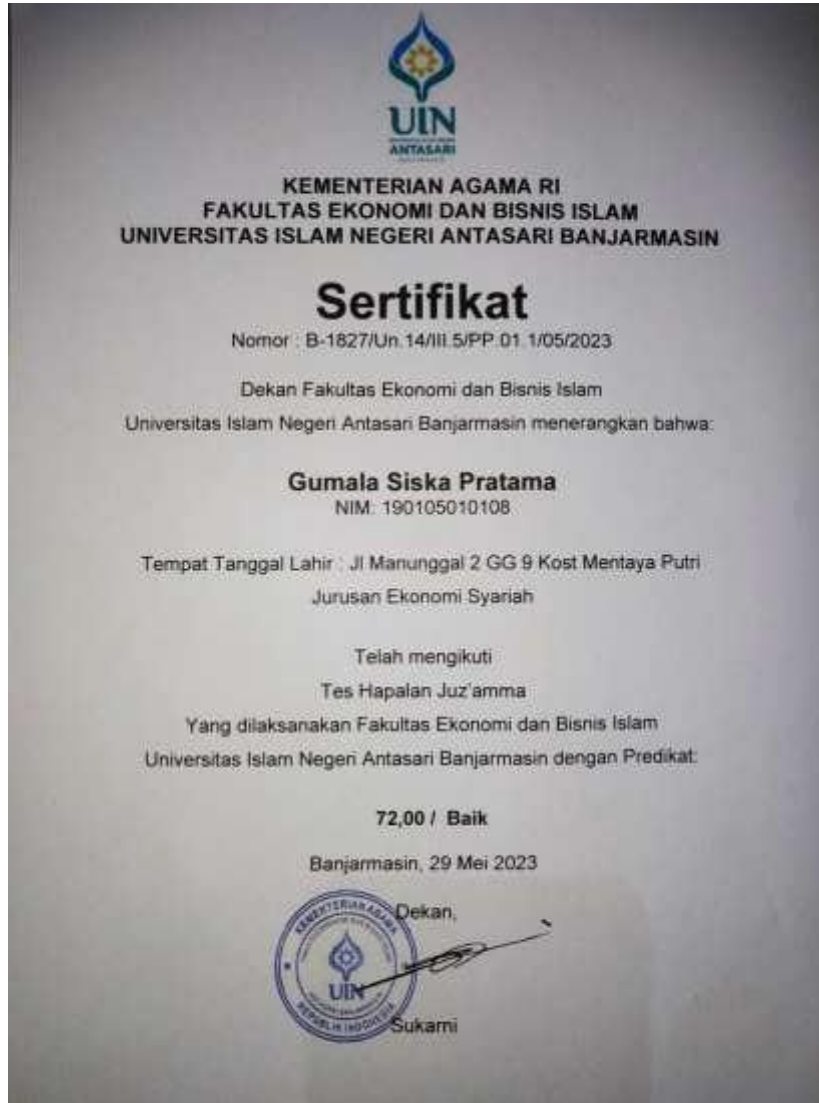 UIN
ANTASARI
KEMENTERIAN AGAMA RI
FAKULTAS EKONOMI DAN BISNIS ISLAM
UNIVERSITAS ISLAM NEGERI ANTASARI BANJARMASIN
Sertifikat
Nomor : B-1827/Un.14/III.5/PP.01.1/05/2023
Dekan Fakultas Ekonomi dan Bisnis Islam
Universitas Islam Negeri Antasari Banjarmasin menerangkan bahwa:
Gumala Siska Pratama
NIM: 190105010108
Tempat Tanggal Lahir : Jl Manunggal 2 GG 9 Kost Mentaya Putri
Jurusan Ekonomi Syariah
Telah mengikuti
Tes Hapalan Juz'amma
Yang dilaksanakan Fakultas Ekonomi dan Bisnis Islam
Universitas Islam Negeri Antasari Banjarmasin dengan Predikat:
72,00 / Baik
Banjarmasin, 29 Mei 2023
Dekan,
KEMENTERIAN AGAMA
UIN
REPUBLIK INDONESIA
Sukarni